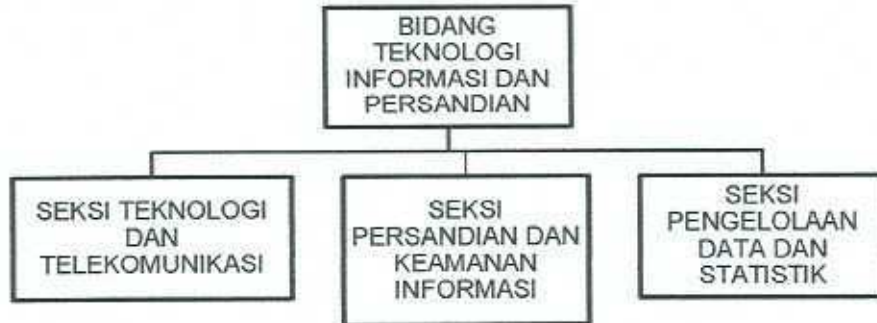 BIDANG
TEKNOLOGI
INFORMASI DAN
PERSANDIAN
SEKSI TEKNOLOGI
DAN
TELEKOMUNIKASI
SEKSI
PERSANDIAN DAN
KEAMANAN
INFORMASI
SEKSI
PENGELOLAAN
DATA DAN
STATISTIK